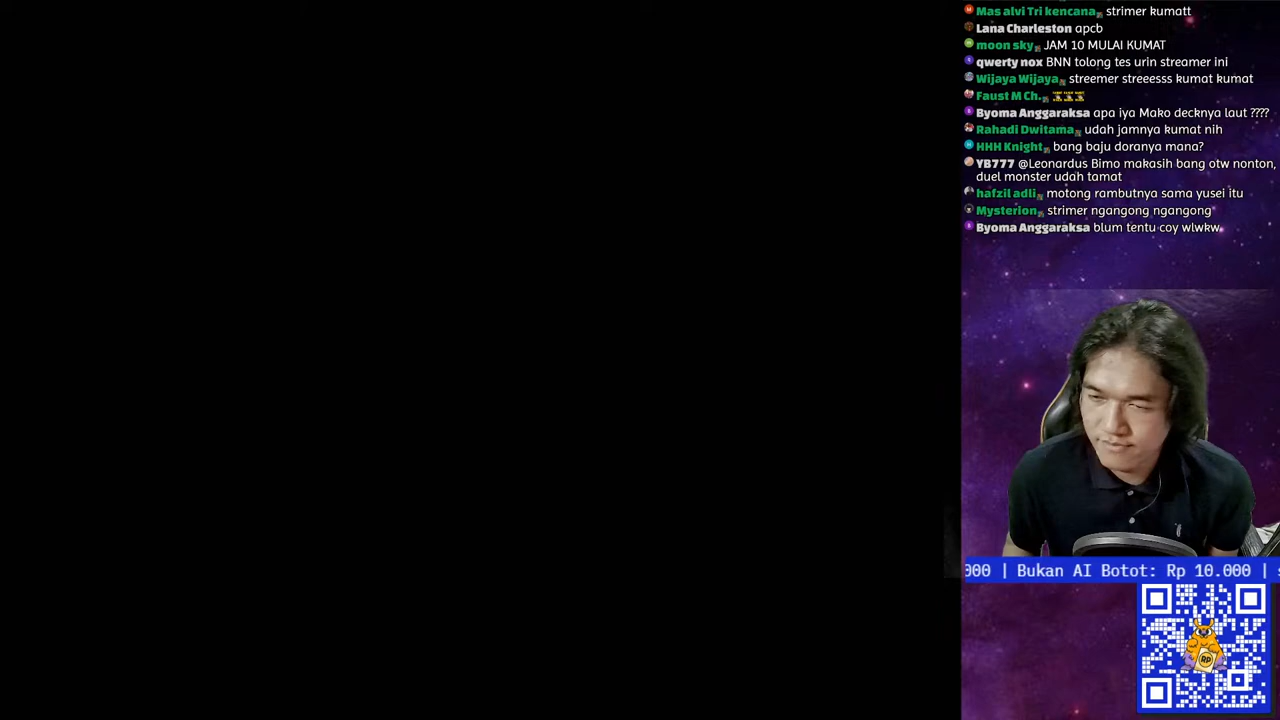 Mas alvi Tri kencana strimer kumatt
Lana Charleston apcb
moon sky JAM 10 MULAI KUMAT
qwerty nox BNN tolong tes urin streamer ini
Wijaya Wijaya streemer streeesss kumat kumat
Faust M Ch.
Byoma Anggaraksa apa iya Mako decknya laut ????
Rahadi Dwitama udah jamnya kumat nih
HHH Knight bang baju doranya mana?
YB777 @Leonardus Bimo makasih bang otw nonton,
duel monster udah tamat
hafzil adli motong rambutnya sama yusei itu
Mysterion strimer ngangong ngangong
Byoma Anggaraksa blum tentu coy wlwkw
000 | Bukan AI Botot: Rp 10.000 | s
RP